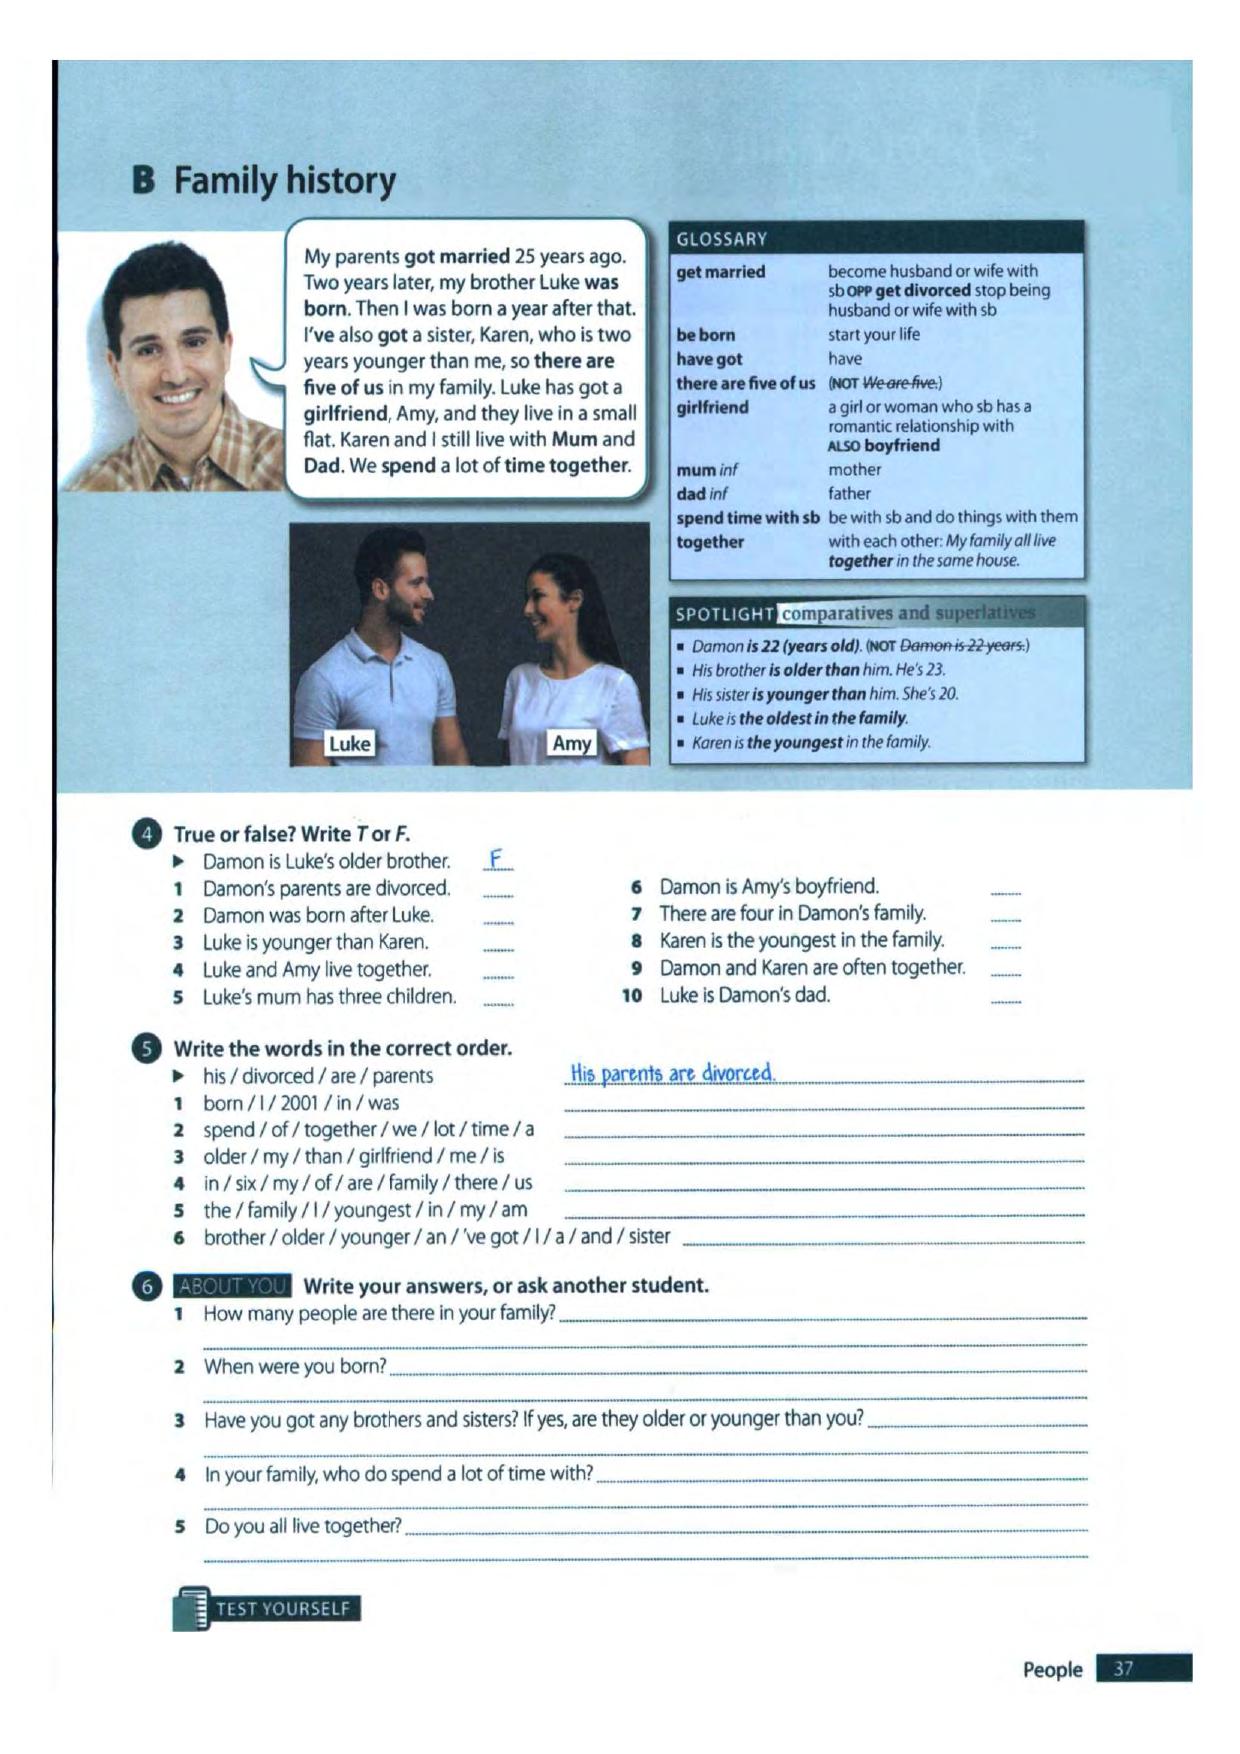 B Family history
My parents got married 25 years ago.
Two years later, my brother Luke was
born. Then I was born a year after that.
I've also got a sister, Karen, who is two
years younger than me, so there are
five of us in my family. Luke has got a
girlfriend, Amy, and they live in a small
flat. Karen and I still live with Mum and
Dad. We spend a lot of time together.
Luke
Amy
GLOSSARY
get married become husband or wife with
sb OPP get divorced stop being
husband or wife with sb
be born start your life
have got have
there are five of us (NOT We are five.)
girlfriend a girl or woman who sb has a
romantic relationship with
ALSO boyfriend
mum inf mother
dad inf father
spend time with sb be with sb and do things with them
together with each other: My family all live
together in the same house.
SPOTLIGHT comparatives and superlatives
▪ Damon is 22 (years old). (NOT Damon is 22 years.)
▪ His brother is older than him. He's 23.
▪ His sister is younger than him. She's 20.
▪ Luke is the oldest in the family.
▪ Karen is the youngest in the family.
4 True or false? Write T or F.
▶ Damon is Luke's older brother. F
1 Damon's parents are divorced.
2 Damon was born after Luke.
3 Luke is younger than Karen.
4 Luke and Amy live together.
5 Luke's mum has three children.
6 Damon is Amy's boyfriend.
7 There are four in Damon's family.
8 Karen is the youngest in the family.
9 Damon and Karen are often together.
10 Luke is Damon's dad.
5 Write the words in the correct order.
▶ his / divorced / are / parents His parents are divorced.
1 born / I / 2001 / in / was
2 spend / of / together / we / lot / time / a
3 older / my / than / girlfriend / me / is
4 in / six / my / of / are / family / there / us
5 the / family / I / youngest / in / my / am
6 brother / older / younger / an / 've got / I / a / and / sister
6 ABOUT YOU Write your answers, or ask another student.
1 How many people are there in your family?
2 When were you born?
3 Have you got any brothers and sisters? If yes, are they older or younger than you?
4 In your family, who do spend a lot of time with?
5 Do you all live together?
TEST YOURSELF
People 37